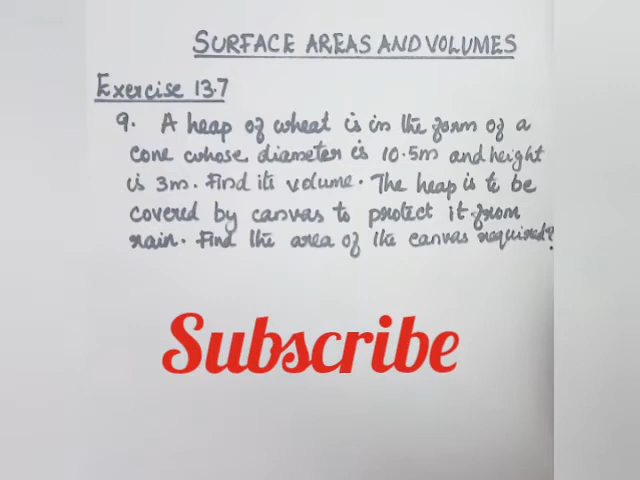 SURFACE AREAS AND VOLUMES
Exercise 13.7
9. A heap of wheat is in the form of a
cone whose diameter is 10.5m and height
is 3m. Find its volume. The heap is to be
covered by canvas to protect it from
rain. Find the area of the canvas required?
Subscribe